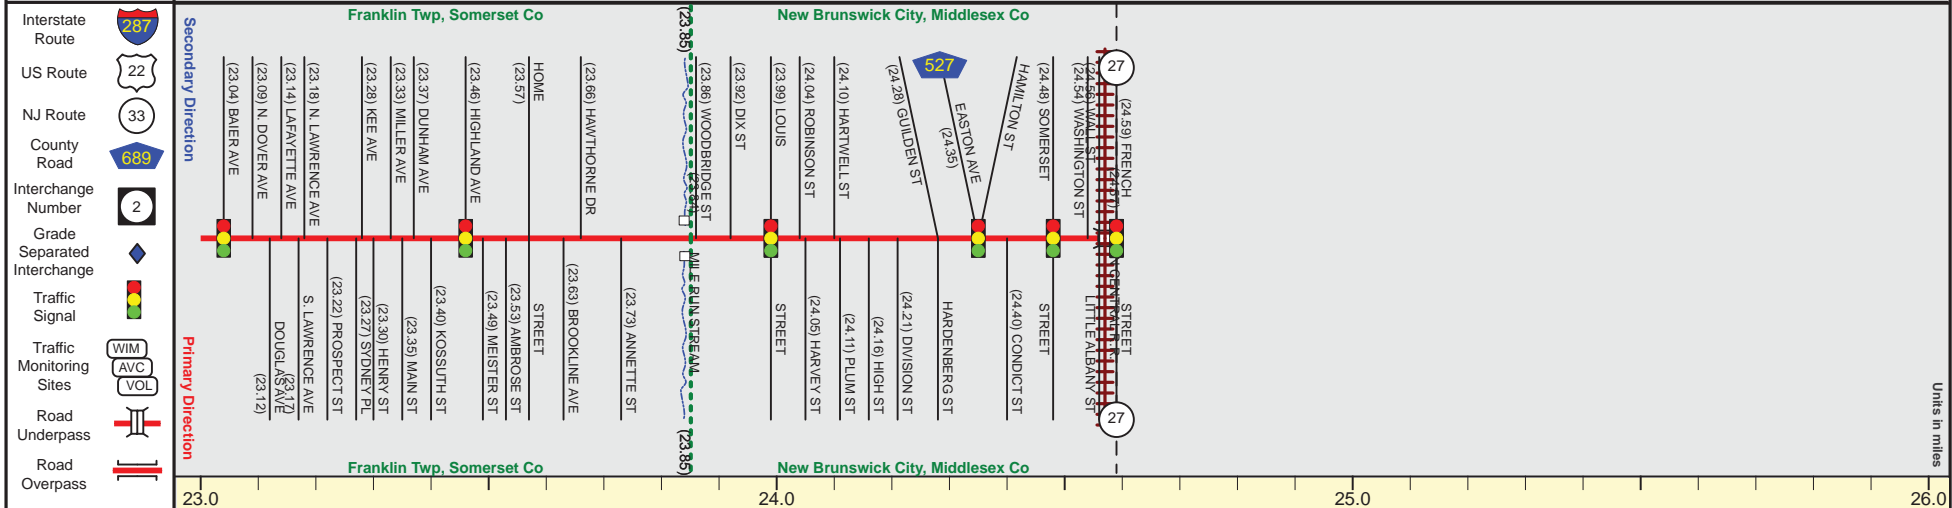 Interstate
Route
287
US Route
22
NJ Route
33
County
Road
689
Interchange
Number
2
Grade
Separated
Interchange
Traffic
Signal
Traffic
Monitoring
Sites
WIM
AVC
VOL
Road
Underpass
Road
Overpass
Secondary Direction
Primary Direction
Franklin Twp, Somerset Co
(23.85)
New Brunswick City, Middlesex Co
(23.04) BAIER AVE
(23.09) N. DOVER AVE
(23.14) LAFAYETTE AVE
(23.18) N. LAWRENCE AVE
(23.28) KEE AVE
(23.33) MILLER AVE
(23.37) DUNHAM AVE
(23.46) HIGHLAND AVE
(23.57)
HOME
(23.66) HAWTHORNE DR
(23.84)
(23.86) WOODBRIDGE ST
(23.92) DIX ST
(23.99) LOUIS
(24.04) ROBINSON ST
(24.10) HARTWELL ST
(24.28) GUILDEN ST
527
EASTON AVE
(24.35)
HAMILTON ST
(24.48) SOMERSET
(24.54) WASHINGTON ST
(24.56) WALL ST
27
(24.57)
(24.59) FRENCH
(23.12)
DOUGLAS AVE
(23.17)
S. LAWRENCE AVE
(23.22) PROSPECT ST
(23.27) SYDNEY PL
(23.30) HENRY ST
(23.35) MAIN ST
(23.40) KOSSUTH ST
(23.49) MEISTER ST
(23.53) AMBROSE ST
STREET
(23.63) BROOKLINE AVE
(23.73) ANNETTE ST
MILE RUN STREAM
STREET
(24.05) HARVEY ST
(24.11) PLUM ST
(24.16) HIGH ST
(24.21) DIVISION ST
HARDENBERG ST
(24.40) CONDICT ST
STREET
LITTLE ALBANY ST
STREET
27
Franklin Twp, Somerset Co
(23.85)
New Brunswick City, Middlesex Co
Units in miles
23.0
24.0
25.0
26.0